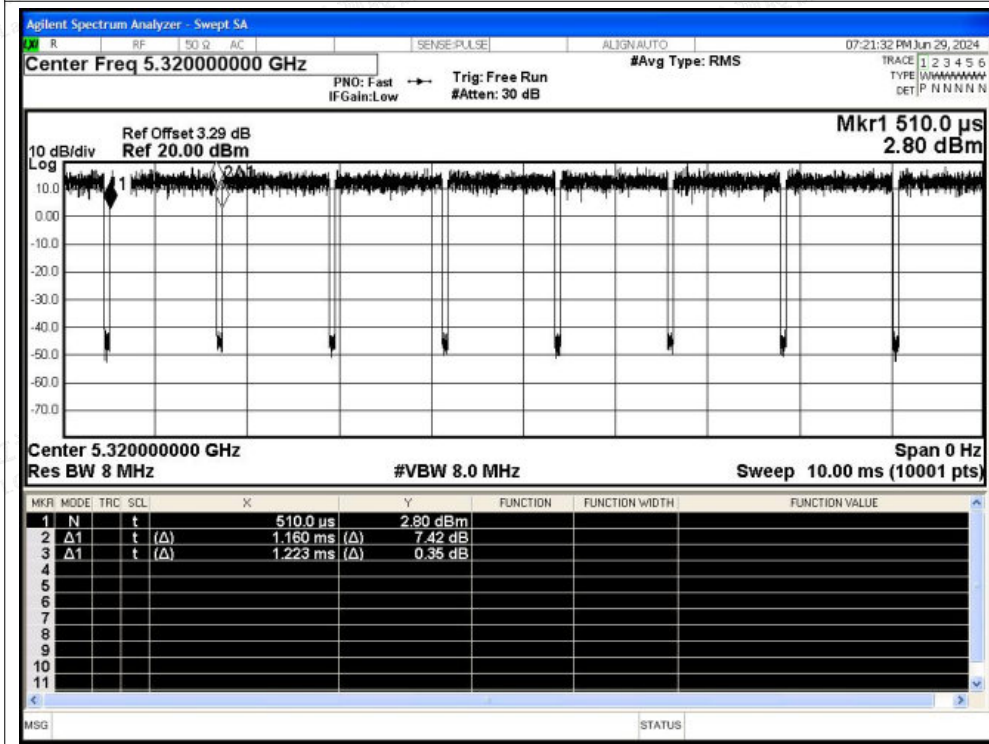 Agilent Spectrum Analyzer - Swept SA
LXI R RF 50 Ω AC SENSE:PULSE ALIGN AUTO 07:21:32 PM Jun 29, 2024
Center Freq 5.320000000 GHz #Avg Type: RMS TRACE 1 2 3 4 5 6
PNO: Fast Trig: Free Run TYPE WWWWWW
IFGain:Low #Atten: 30 dB DET P N N N N N
Mkr1 510.0 µs
Ref Offset 3.29 dB
10 dB/div Ref 20.00 dBm 2.80 dBm
Log
2Δ1
10.0
1
0.00
-10.0
-20.0
-30.0
-40.0
-50.0
-60.0
-70.0
Center 5.320000000 GHz Span 0 Hz
Res BW 8 MHz #VBW 8.0 MHz Sweep 10.00 ms (10001 pts)
MKR MODE TRC SCL X Y FUNCTION FUNCTION WIDTH FUNCTION VALUE
1 N t 510.0 µs 2.80 dBm
2 Δ1 t (Δ) 1.160 ms (Δ) 7.42 dB
3 Δ1 t (Δ) 1.223 ms (Δ) 0.35 dB
4
5
6
7
8
9
10
11
MSG STATUS